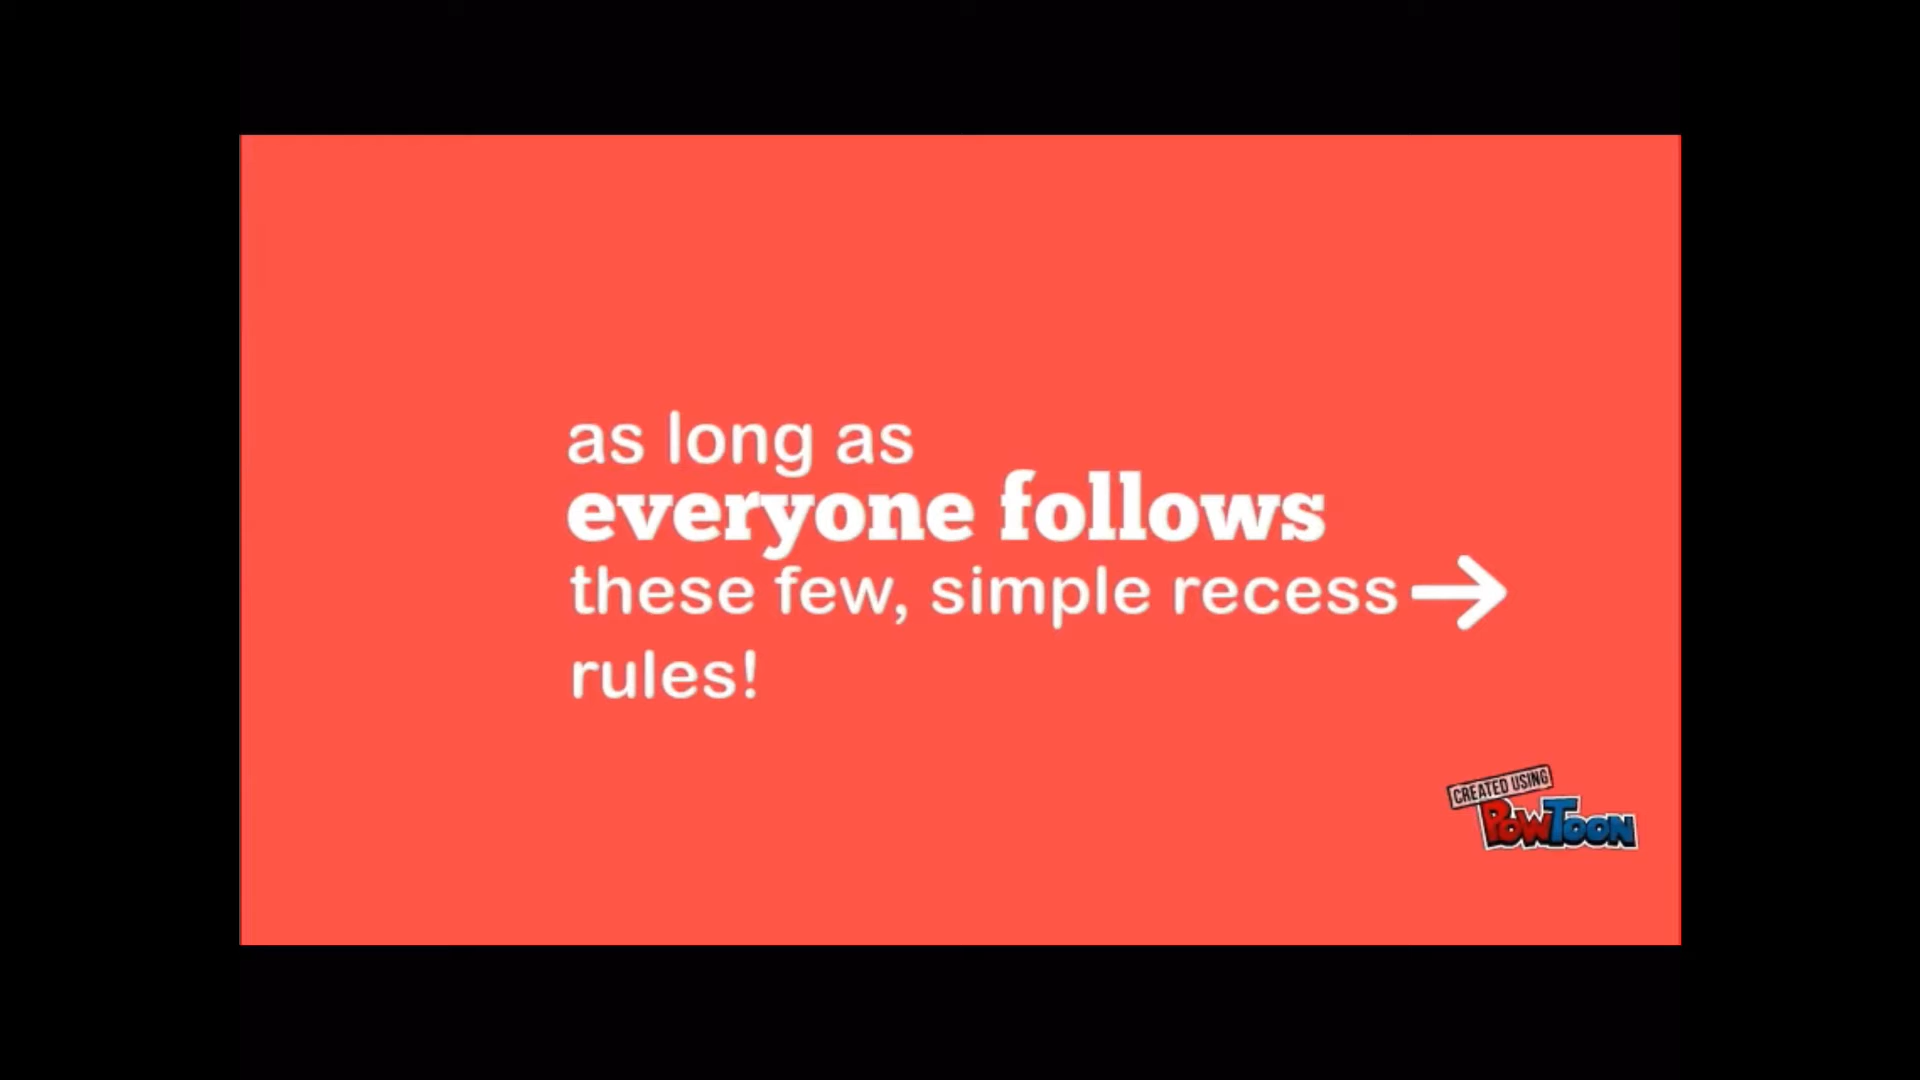 as long as
everyone follows
these few, simple recess
rules!
CREATED USING
POWTOON